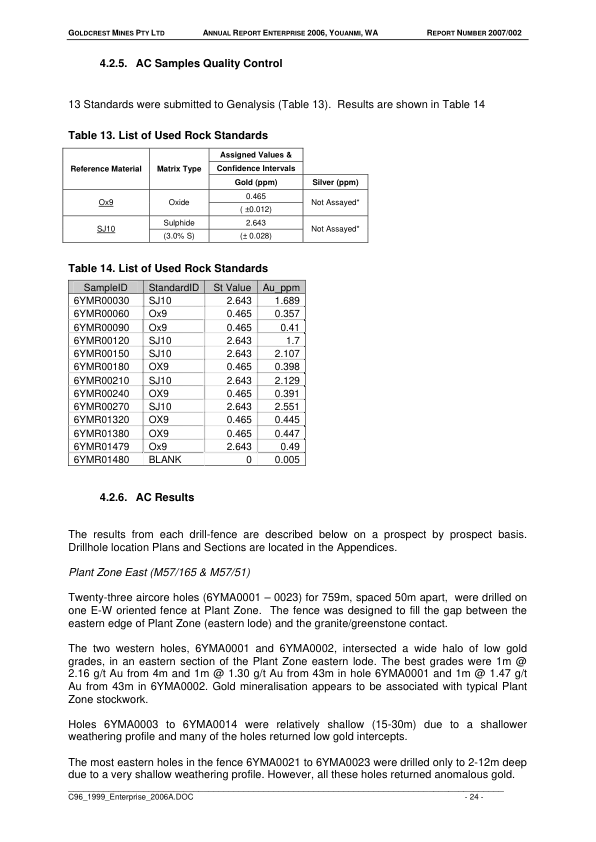 GOLDCREST MINES PTY LTD ANNUAL REPORT ENTERPRISE 2006, YOUANMI, WA REPORT NUMBER 2007/002
4.2.5. AC Samples Quality Control
13 Standards were submitted to Genalysis (Table 13). Results are shown in Table 14
Table 13. List of Used Rock Standards
Reference Material Matrix Type Assigned Values & Confidence Intervals
Gold (ppm) Silver (ppm)
Ox9 Oxide 0.465 Not Assayed*
( ±0.012)
SJ10 Sulphide 2.643 Not Assayed*
(3.0% S) (± 0.028)
Table 14. List of Used Rock Standards
SampleID StandardID St Value Au_ppm
6YMR00030 SJ10 2.643 1.689
6YMR00060 Ox9 0.465 0.357
6YMR00090 Ox9 0.465 0.41
6YMR00120 SJ10 2.643 1.7
6YMR00150 SJ10 2.643 2.107
6YMR00180 OX9 0.465 0.398
6YMR00210 SJ10 2.643 2.129
6YMR00240 OX9 0.465 0.391
6YMR00270 SJ10 2.643 2.551
6YMR01320 OX9 0.465 0.445
6YMR01380 OX9 0.465 0.447
6YMR01479 Ox9 2.643 0.49
6YMR01480 BLANK 0 0.005
4.2.6. AC Results
The results from each drill-fence are described below on a prospect by prospect basis.
Drillhole location Plans and Sections are located in the Appendices.
Plant Zone East (M57/165 & M57/51)
Twenty-three aircore holes (6YMA0001 – 0023) for 759m, spaced 50m apart, were drilled on
one E-W oriented fence at Plant Zone. The fence was designed to fill the gap between the
eastern edge of Plant Zone (eastern lode) and the granite/greenstone contact.
The two western holes, 6YMA0001 and 6YMA0002, intersected a wide halo of low gold
grades, in an eastern section of the Plant Zone eastern lode. The best grades were 1m @
2.16 g/t Au from 4m and 1m @ 1.30 g/t Au from 43m in hole 6YMA0001 and 1m @ 1.47 g/t
Au from 43m in 6YMA0002. Gold mineralisation appears to be associated with typical Plant
Zone stockwork.
Holes 6YMA0003 to 6YMA0014 were relatively shallow (15-30m) due to a shallower
weathering profile and many of the holes returned low gold intercepts.
The most eastern holes in the fence 6YMA0021 to 6YMA0023 were drilled only to 2-12m deep
due to a very shallow weathering profile. However, all these holes returned anomalous gold.
C96_1999_Enterprise_2006A.DOC - 24 -